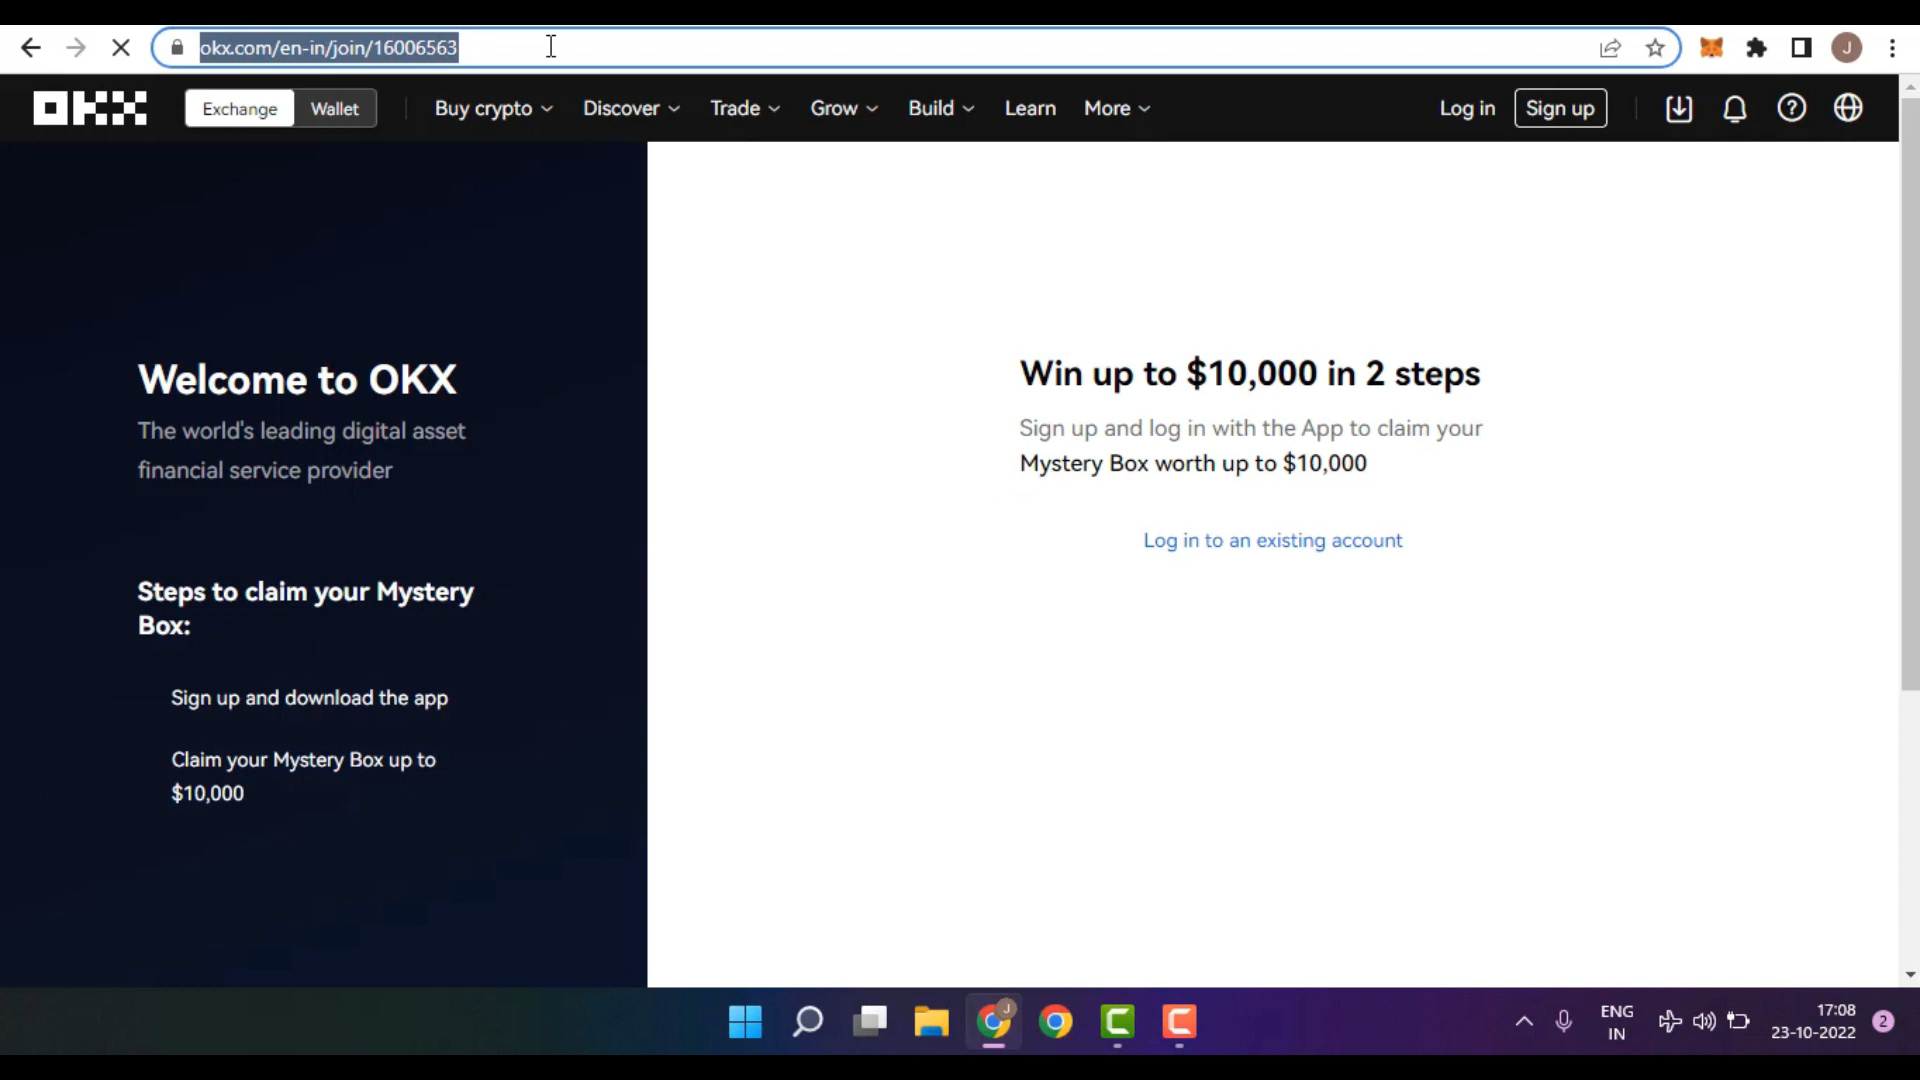 okx.com/en-in/join/16006563
J
OKX
Exchange
Wallet
Buy crypto
Discover
Trade
Grow
Build
Learn
More
Log in
Sign up
Welcome to OKX
The world's leading digital asset
financial service provider
Steps to claim your Mystery
Box:
Sign up and download the app
Claim your Mystery Box up to
$10,000
Win up to $10,000 in 2 steps
Sign up and log in with the App to claim your
Mystery Box worth up to $10,000
Log in to an existing account
J
ENG
IN
17:08
23-10-2022
2